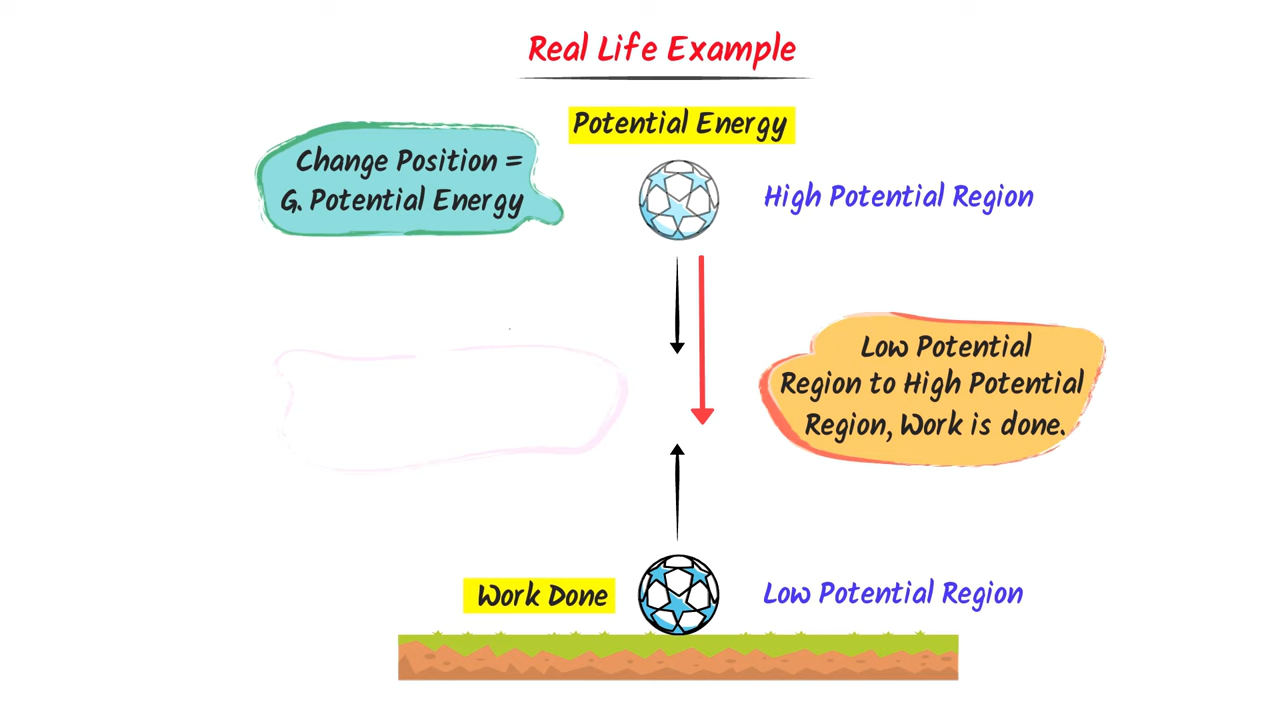 Real Life Example
Potential Energy
Change Position =
G. Potential Energy
High Potential Region
Low Potential
Region to High Potential
Region, Work is done.
Work Done
Low Potential Region